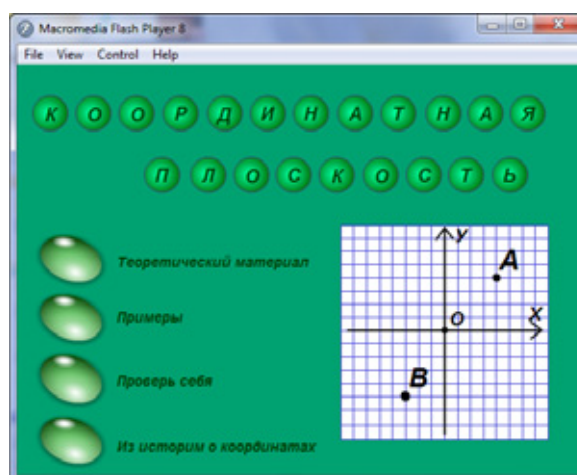 Macromedia Flash Player 8
File View Control Help
КООРДИНАТНАЯ
ПЛОСКОСТЬ
Теоретический материал
Примеры
Проверь себя
Из истории о координатах
У
А
Х
О
В